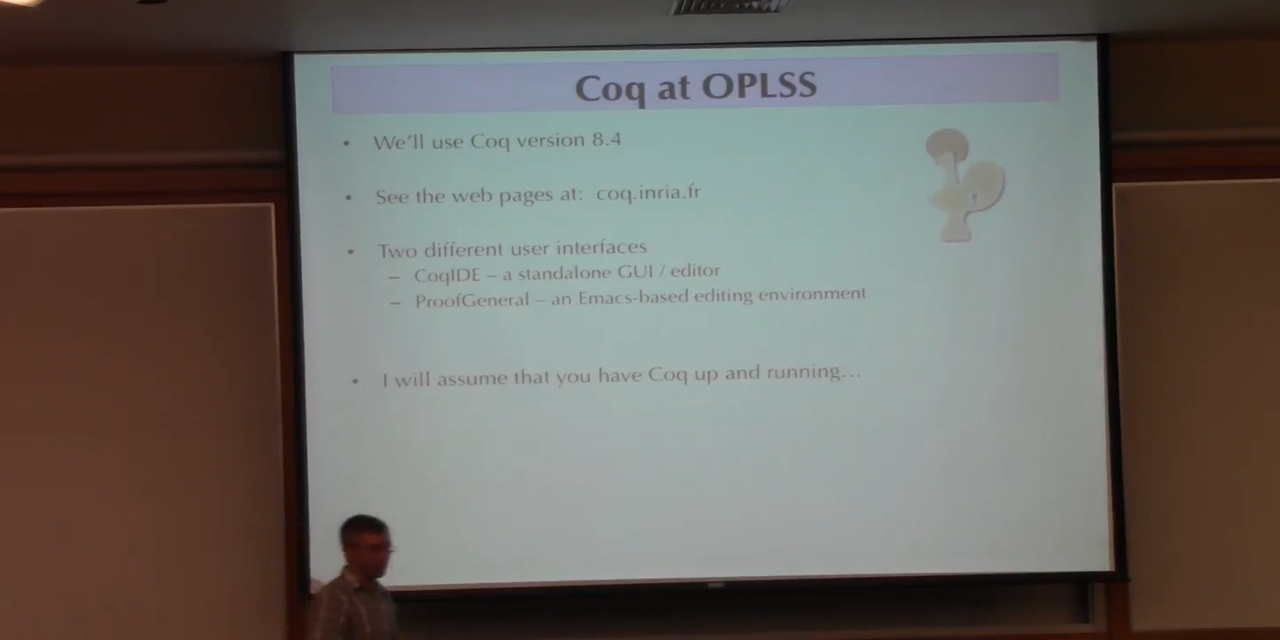 Coq at OPLSS
• We'll use Coq version 8.4
• See the web pages at: coq.inria.fr
• Two different user interfaces
– CoqIDE – a standalone GUI / editor
– ProofGeneral – an Emacs-based editing environment
• I will assume that you have Coq up and running…